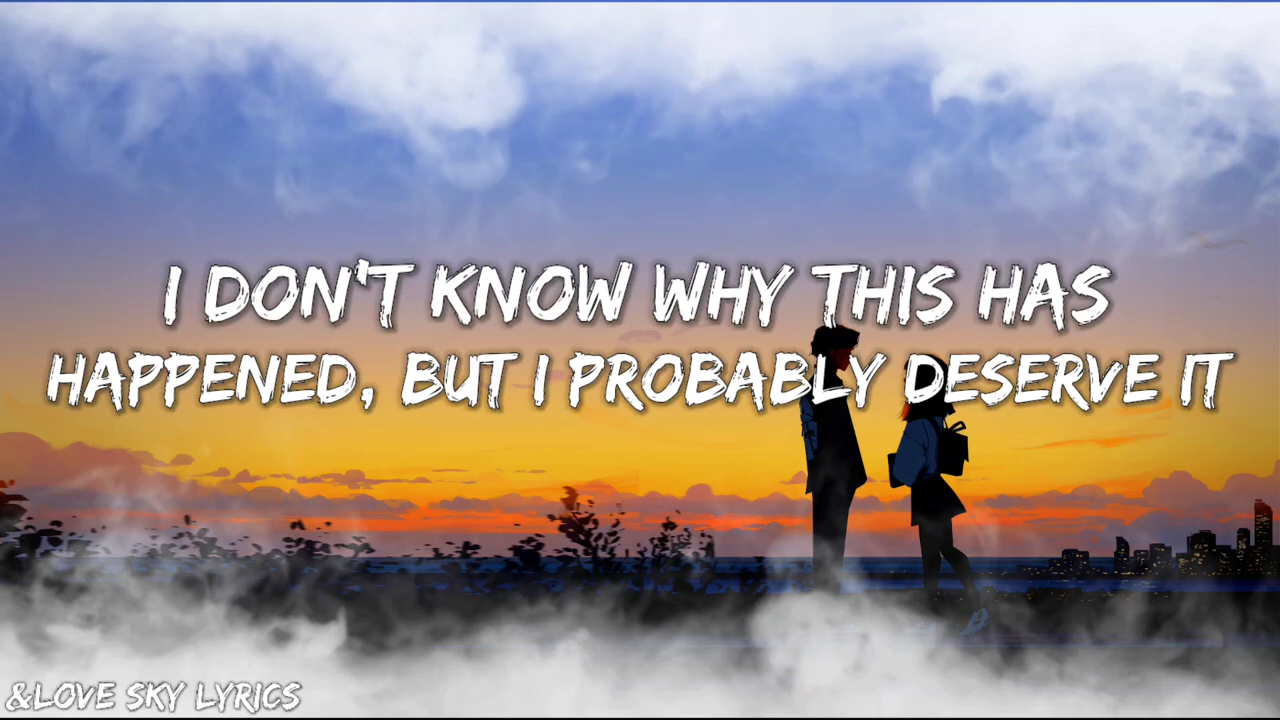 I DON'T KNOW WHY THIS HAS
HAPPENED, BUT I PROBABLY DESERVE IT
&LOVE SKY LYRICS